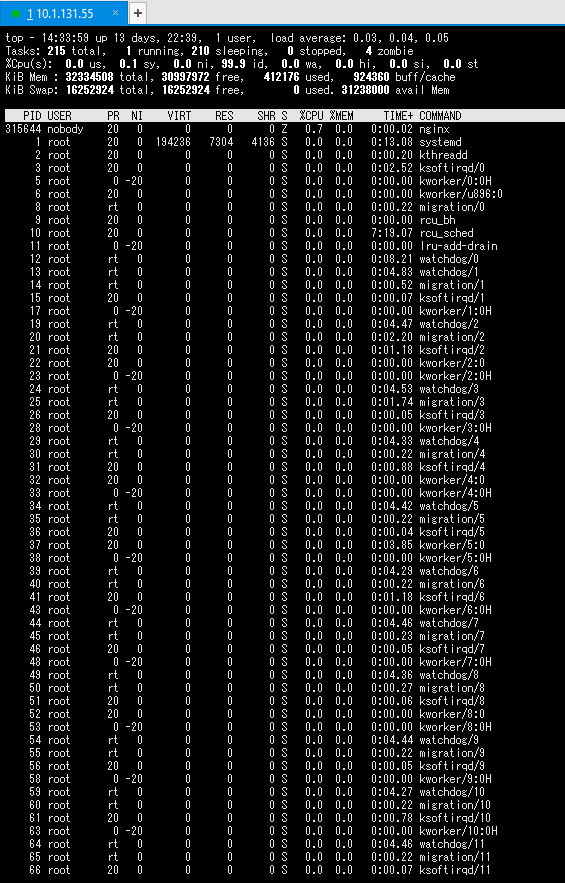 1 10.1.131.55 × +
top - 14:33:59 up 13 days, 22:39,  1 user,  load average: 0.03, 0.04, 0.05
Tasks: 215 total,   1 running, 210 sleeping,   0 stopped,   4 zombie
%Cpu(s):  0.0 us,  0.1 sy,  0.0 ni, 99.9 id,  0.0 wa,  0.0 hi,  0.0 si,  0.0 st
KiB Mem : 32334508 total, 30997972 free,   412176 used,   924360 buff/cache
KiB Swap: 16252924 total, 16252924 free,        0 used. 31238000 avail Mem
PID USER PR NI VIRT RES SHR S %CPU %MEM TIME+ COMMAND
315644 nobody 20 0 0 0 0 Z 0.7 0.0 0:00.02 nginx
1 root 20 0 194236 7304 4136 S 0.0 0.0 0:13.08 systemd
2 root 20 0 0 0 0 S 0.0 0.0 0:00.20 kthreadd
3 root 20 0 0 0 0 S 0.0 0.0 0:02.52 ksoftirqd/0
5 root 0 -20 0 0 0 S 0.0 0.0 0:00.00 kworker/0:0H
6 root 20 0 0 0 0 S 0.0 0.0 0:00.00 kworker/u896:0
8 root rt 0 0 0 0 S 0.0 0.0 0:00.21 migration/0
9 root 20 0 0 0 0 S 0.0 0.0 0:00.00 rcu_bh
10 root 20 0 0 0 0 S 0.0 0.0 7:19.07 rcu_sched
11 root 0 -20 0 0 0 S 0.0 0.0 0:00.00 lru-add-drain
12 root rt 0 0 0 0 S 0.0 0.0 0:08.21 watchdog/0
13 root rt 0 0 0 0 S 0.0 0.0 0:04.83 watchdog/1
14 root rt 0 0 0 0 S 0.0 0.0 0:00.52 migration/1
15 root 20 0 0 0 0 S 0.0 0.0 0:00.07 ksoftirqd/1
17 root 0 -20 0 0 0 S 0.0 0.0 0:00.00 kworker/1:0H
19 root rt 0 0 0 0 S 0.0 0.0 0:04.47 watchdog/2
20 root rt 0 0 0 0 S 0.0 0.0 0:02.20 migration/2
21 root 20 0 0 0 0 S 0.0 0.0 0:01.18 ksoftirqd/2
22 root 20 0 0 0 0 S 0.0 0.0 0:00.00 kworker/2:0
23 root 0 -20 0 0 0 S 0.0 0.0 0:00.00 kworker/2:0H
24 root rt 0 0 0 0 S 0.0 0.0 0:04.53 watchdog/3
25 root rt 0 0 0 0 S 0.0 0.0 0:01.74 migration/3
26 root 20 0 0 0 0 S 0.0 0.0 0:00.05 ksoftirqd/3
28 root 0 -20 0 0 0 S 0.0 0.0 0:00.00 kworker/3:0H
29 root rt 0 0 0 0 S 0.0 0.0 0:04.33 watchdog/4
30 root rt 0 0 0 0 S 0.0 0.0 0:00.22 migration/4
31 root 20 0 0 0 0 S 0.0 0.0 0:00.88 ksoftirqd/4
32 root 20 0 0 0 0 S 0.0 0.0 0:00.00 kworker/4:0
33 root 0 -20 0 0 0 S 0.0 0.0 0:00.00 kworker/4:0H
34 root rt 0 0 0 0 S 0.0 0.0 0:04.42 watchdog/5
35 root rt 0 0 0 0 S 0.0 0.0 0:00.22 migration/5
36 root 20 0 0 0 0 S 0.0 0.0 0:00.04 ksoftirqd/5
37 root 20 0 0 0 0 S 0.0 0.0 0:03.85 kworker/5:0
38 root 0 -20 0 0 0 S 0.0 0.0 0:00.00 kworker/5:0H
39 root rt 0 0 0 0 S 0.0 0.0 0:04.29 watchdog/6
40 root rt 0 0 0 0 S 0.0 0.0 0:00.22 migration/6
41 root 20 0 0 0 0 S 0.0 0.0 0:01.18 ksoftirqd/6
43 root 0 -20 0 0 0 S 0.0 0.0 0:00.00 kworker/6:0H
44 root rt 0 0 0 0 S 0.0 0.0 0:04.46 watchdog/7
45 root rt 0 0 0 0 S 0.0 0.0 0:00.23 migration/7
46 root 20 0 0 0 0 S 0.0 0.0 0:00.05 ksoftirqd/7
48 root 0 -20 0 0 0 S 0.0 0.0 0:00.00 kworker/7:0H
49 root rt 0 0 0 0 S 0.0 0.0 0:04.36 watchdog/8
50 root rt 0 0 0 0 S 0.0 0.0 0:00.27 migration/8
51 root 20 0 0 0 0 S 0.0 0.0 0:00.06 ksoftirqd/8
52 root 20 0 0 0 0 S 0.0 0.0 0:00.00 kworker/8:0
53 root 0 -20 0 0 0 S 0.0 0.0 0:00.00 kworker/8:0H
54 root rt 0 0 0 0 S 0.0 0.0 0:04.44 watchdog/9
55 root rt 0 0 0 0 S 0.0 0.0 0:00.22 migration/9
56 root 20 0 0 0 0 S 0.0 0.0 0:00.05 ksoftirqd/9
58 root 0 -20 0 0 0 S 0.0 0.0 0:00.00 kworker/9:0H
59 root rt 0 0 0 0 S 0.0 0.0 0:04.27 watchdog/10
60 root rt 0 0 0 0 S 0.0 0.0 0:00.22 migration/10
61 root 20 0 0 0 0 S 0.0 0.0 0:00.78 ksoftirqd/10
63 root 0 -20 0 0 0 S 0.0 0.0 0:00.00 kworker/10:0H
64 root rt 0 0 0 0 S 0.0 0.0 0:04.46 watchdog/11
65 root rt 0 0 0 0 S 0.0 0.0 0:00.22 migration/11
66 root 20 0 0 0 0 S 0.0 0.0 0:00.07 ksoftirqd/11